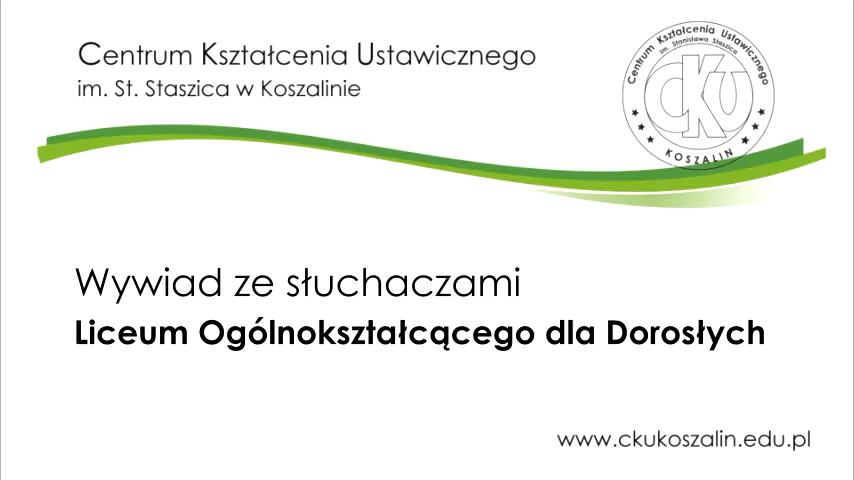 Centrum Kształcenia Ustawicznego
im. St. Staszica w Koszalinie
Centrum Kształcenia Ustawicznego
im. Stanisława Staszica
CKU
KOSZALIN
Wywiad ze słuchaczami
Liceum Ogólnokształcącego dla Dorosłych
www.ckukoszalin.edu.pl